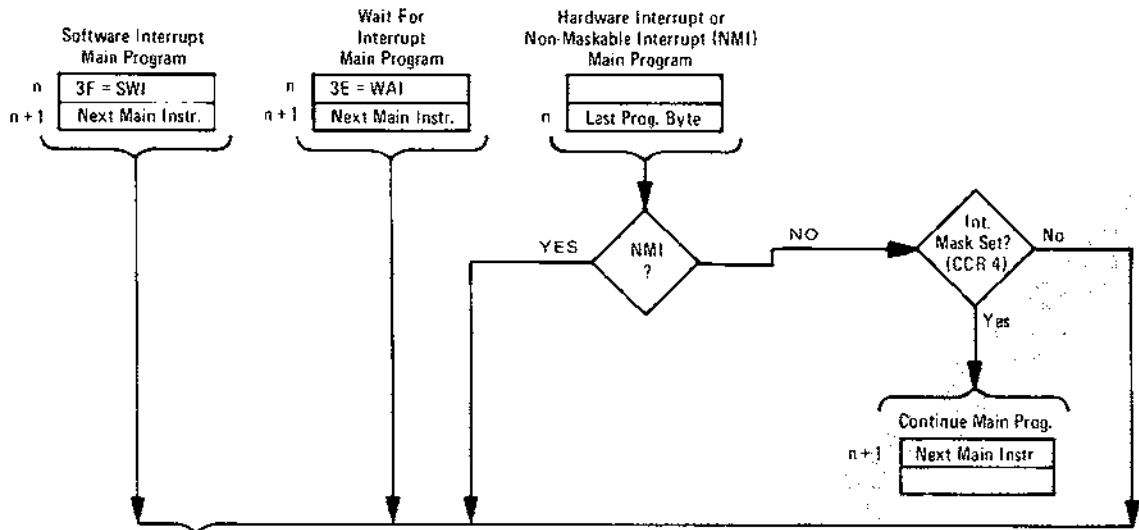 Software Interrupt
Main Program
n
3F = SWI
n + 1
Next Main Instr.
Wait For
Interrupt
Main Program
n
3E = WAI
n + 1
Next Main Instr.
Hardware Interrupt or
Non-Maskable Interrupt (NMI)
Main Program
n
Last Prog. Byte
YES
NMI
?
NO
Int.
Mask Set?
(CCR 4)
No
Yes
Continue Main Prog.
n + 1
Next Main Instr